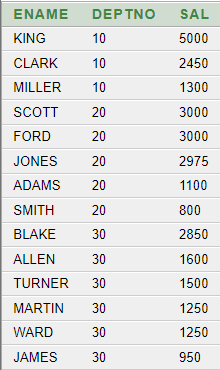 ENAME DEPTNO SAL
KING 10 5000
CLARK 10 2450
MILLER 10 1300
SCOTT 20 3000
FORD 20 3000
JONES 20 2975
ADAMS 20 1100
SMITH 20 800
BLAKE 30 2850
ALLEN 30 1600
TURNER 30 1500
MARTIN 30 1250
WARD 30 1250
JAMES 30 950